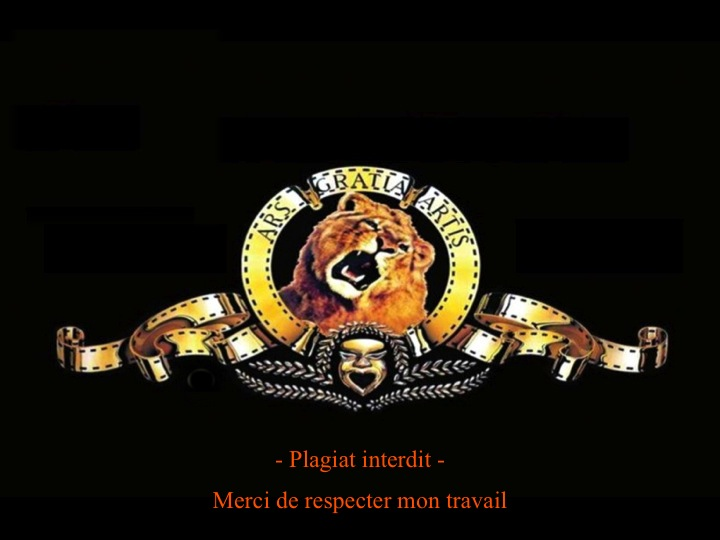 ARS GRATIA ARTIS
- Plagiat interdit -
Merci de respecter mon travail